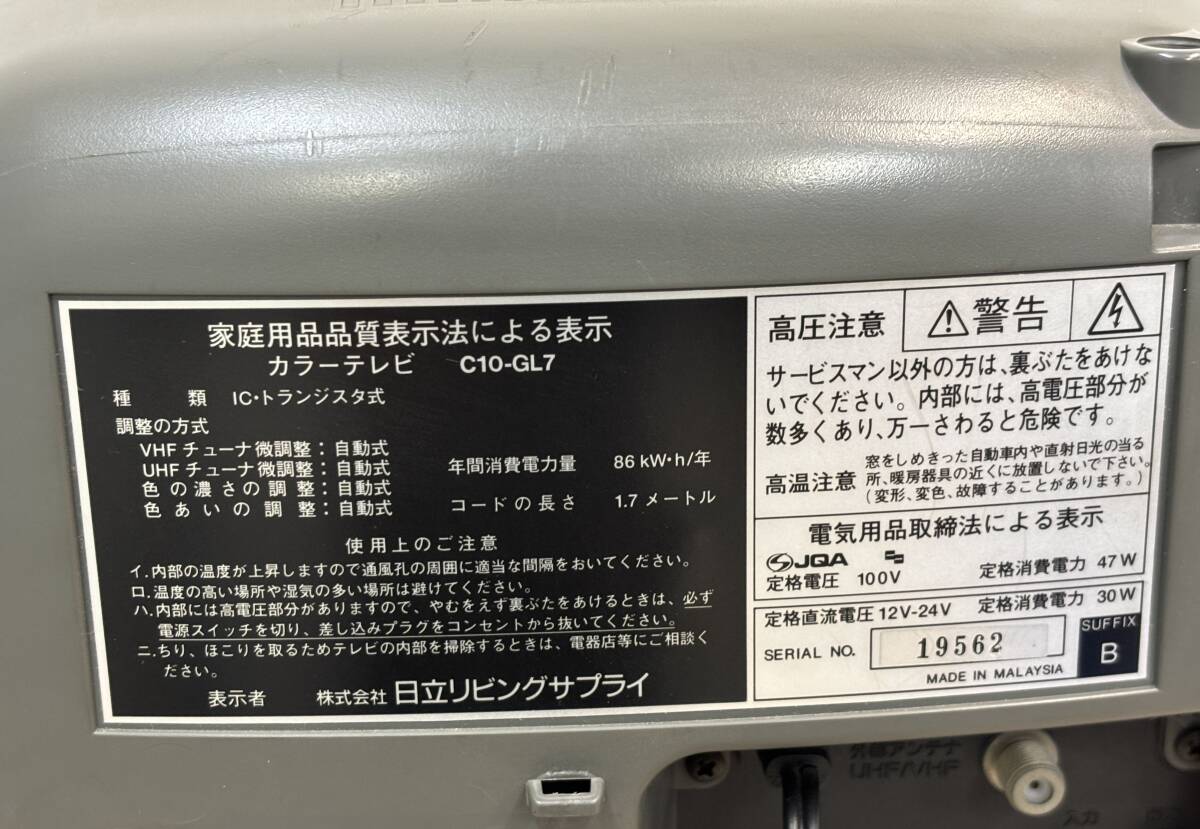 家庭用品品質表示法による表示
カラーテレビ C10-GL7
種 類 IC・トランジスタ式
調整の方式
VHFチューナ微調整：自動式
UHFチューナ微調整：自動式
色の濃さの調整：自動式
色あいの調整：自動式
年間消費電力量 86 kW・h/年
コードの長さ 1.7 メートル
使用上のご注意
イ.内部の温度が上昇しますので通風孔の周囲に適当な間隔をおいてください。
ロ.温度の高い場所や湿気の多い場所は避けてください。
ハ.内部には高電圧部分がありますので、やむをえず裏ぶたをあけるときは、必ず
電源スイッチを切り、差し込みプラグをコンセントから抜いてください。
ニ.ちり、ほこりを取るためテレビの内部を掃除するときは、電器店等にご相談く
ださい。
表示者 株式会社 日立リビングサプライ
高圧注意 警告
サービスマン以外の方は、裏ぶたをあけな
いでください。内部には、高電圧部分が
数多くあり、万一さわると危険です。
高温注意 窓をしめきった自動車内や直射日光の当る
所、暖房器具の近くに放置しないで下さい。
(変形、変色、故障することがあります。)
電気用品取締法による表示
JQA
定格電圧 100V 定格消費電力 47W
定格直流電圧 12V-24V 定格消費電力 30W
SERIAL NO. 19562
SUFFIX
B
MADE IN MALAYSIA
外部アンテナ
UHF/VHF
入力